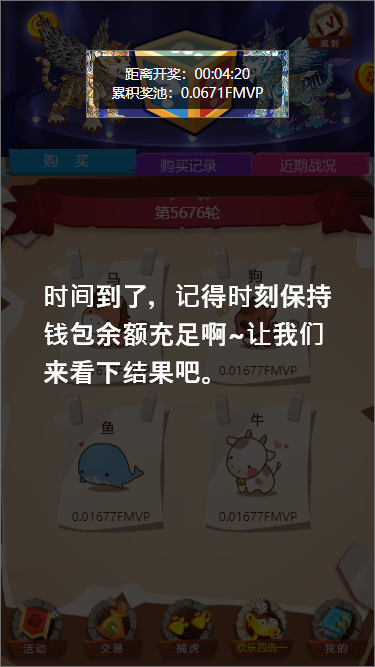 规则
距离开奖：00:04:20
累积奖池：0.0671FMVP
购 买
购买记录
近期战况
第5676轮
马
狗
时间到了，记得时刻保持
钱包余额充足啊~让我们
来看下结果吧。
0.01677FMVP
0.01677FMVP
鱼
牛
0.01677FMVP
0.01677FMVP
活动
交易
捕虎
欢乐四选一
我的